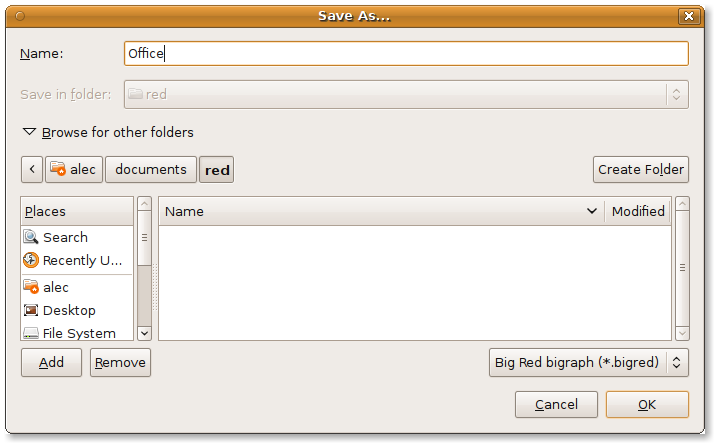 Save As...
Name: Office
Save in folder: red
Browse for other folders
< alec documents red Create Folder
Places Name Modified
Search
Recently U...
alec
Desktop
File System
Add Remove Big Red bigraph (*.bigred)
Cancel OK